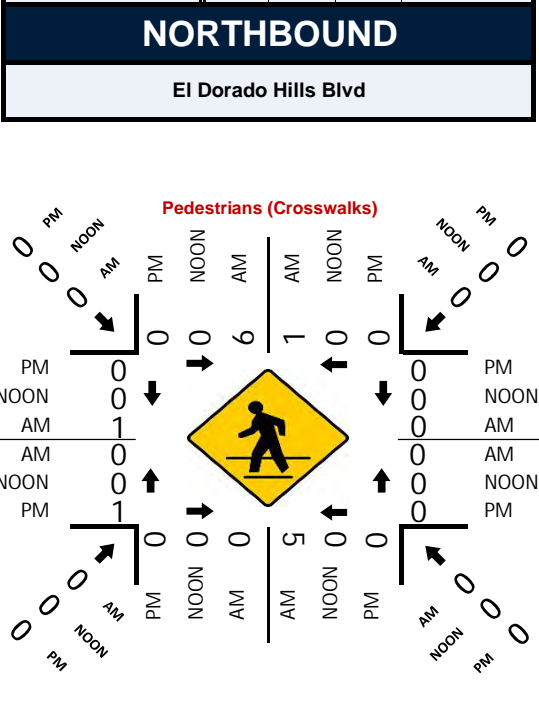 NORTHBOUND
El Dorado Hills Blvd
Pedestrians (Crosswalks)
PM NOON AM
0 0 0
PM NOON AM AM NOON PM
0 0 6 1 0 0
PM NOON AM
0 0 0
PM 0 0 PM
NOON 0 0 NOON
AM 1 0 AM
AM 0 0 AM
NOON 0 0 NOON
PM 1 0 PM
0 0 0 5 0 0
PM NOON AM AM NOON PM
0 0 0
AM NOON PM
0 0 0
AM NOON PM